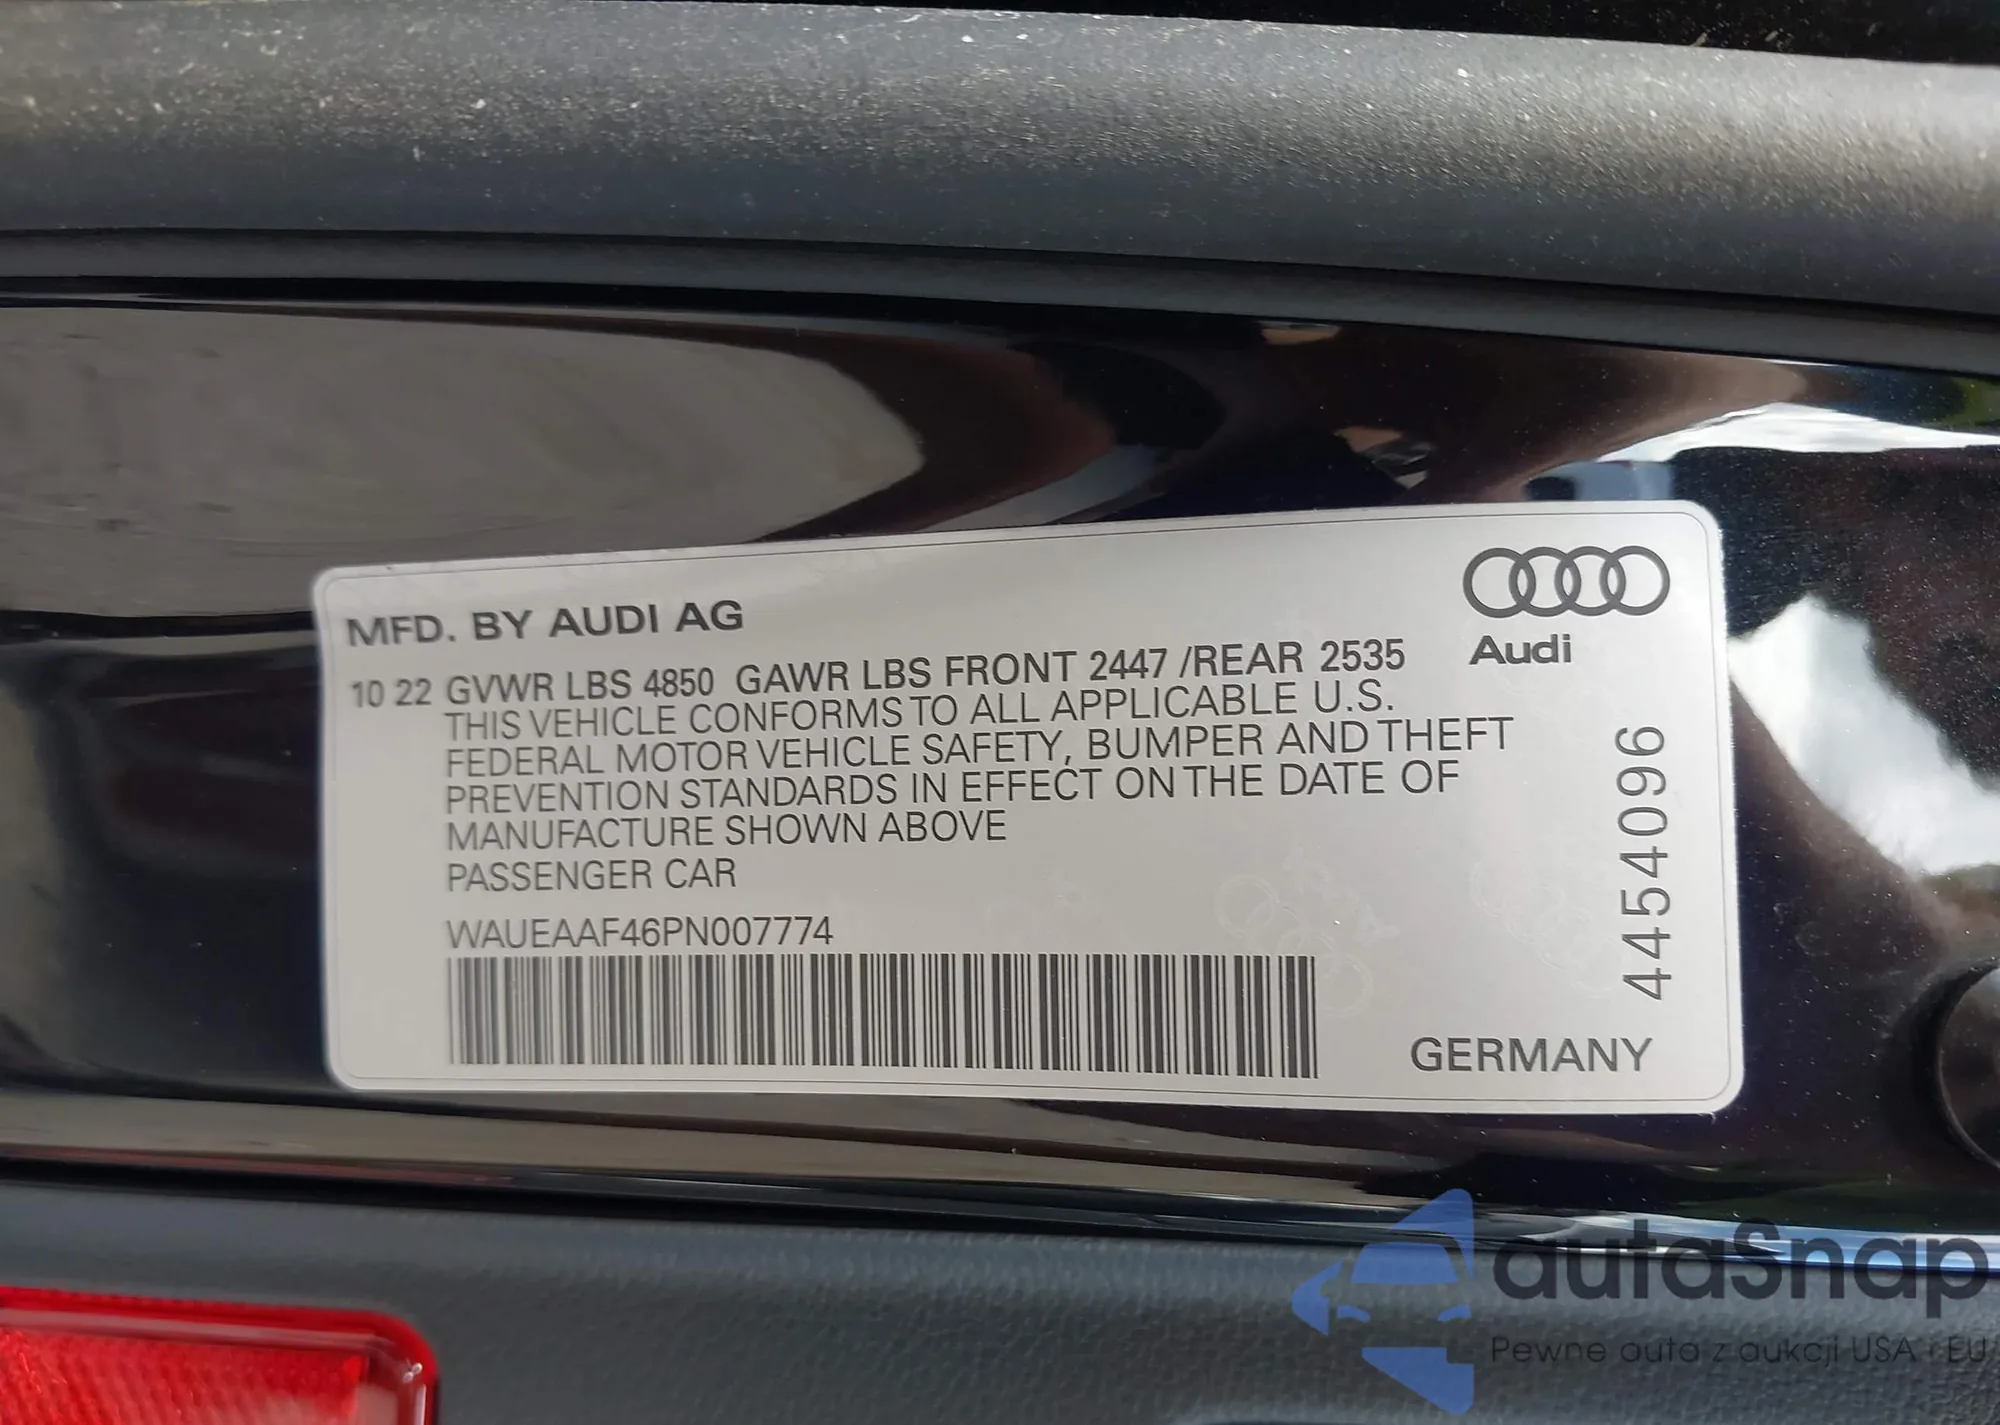 MFD. BY AUDI AG
Audi
10 22 GVWR LBS 4850 GAWR LBS FRONT 2447 /REAR 2535
THIS VEHICLE CONFORMS TO ALL APPLICABLE U.S.
FEDERAL MOTOR VEHICLE SAFETY, BUMPER AND THEFT
PREVENTION STANDARDS IN EFFECT ON THE DATE OF
MANUFACTURE SHOWN ABOVE
PASSENGER CAR
WAUEAAF46PN007774
4454096
GERMANY
autaSnap
Pewne auta z aukcji USA i EU